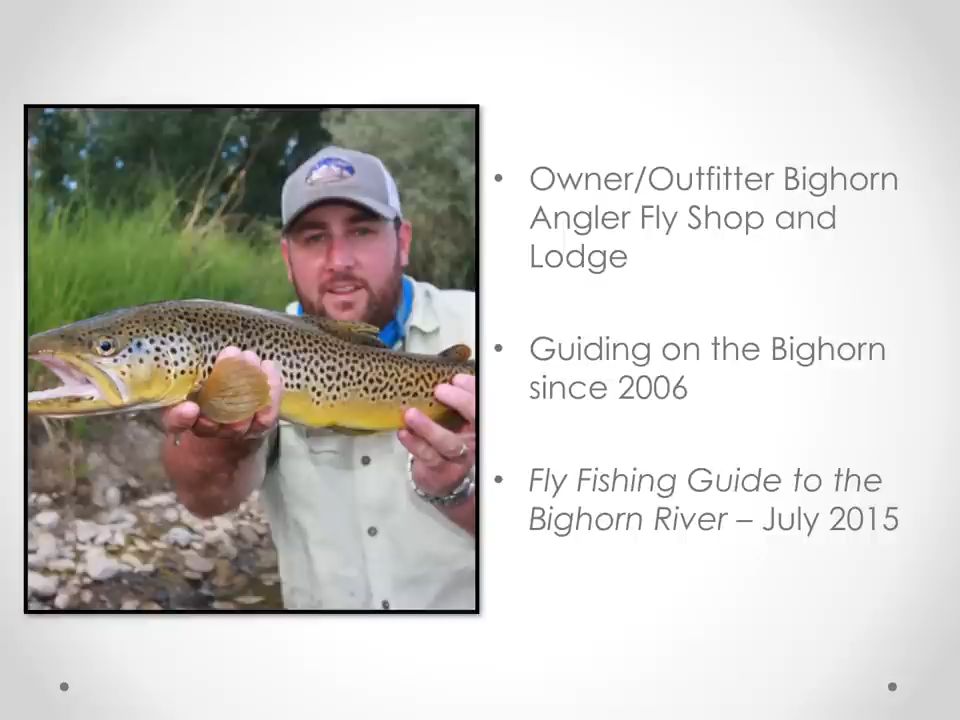 • Owner/Outfitter Bighorn
Angler Fly Shop and
Lodge
• Guiding on the Bighorn
since 2006
• Fly Fishing Guide to the
Bighorn River – July 2015